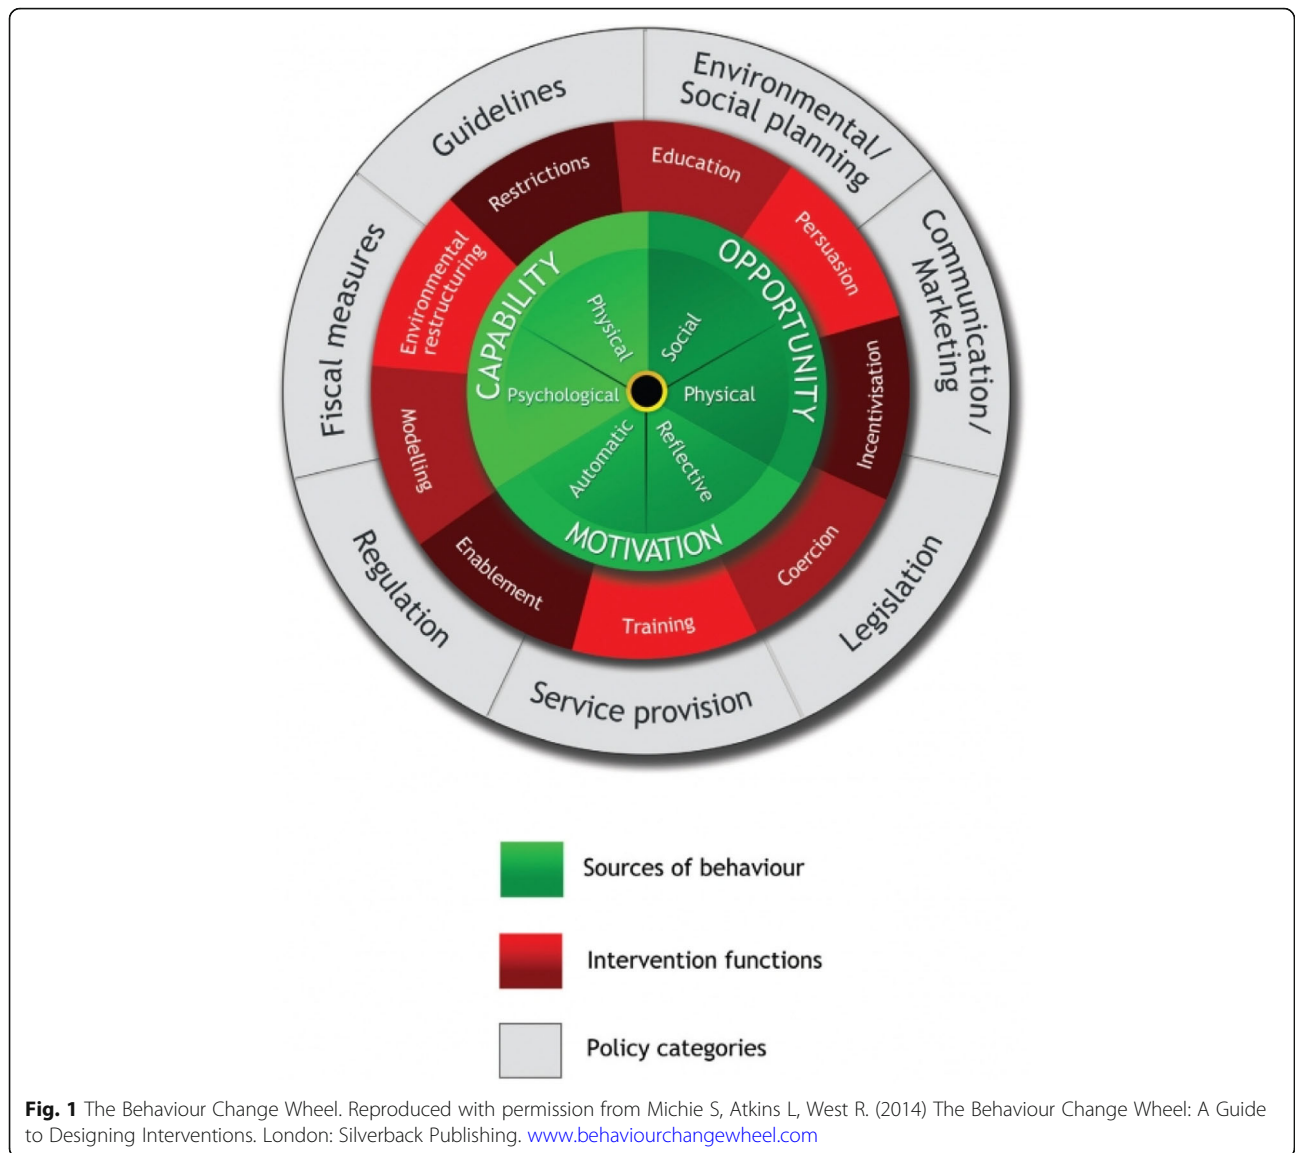 Guidelines
Environmental/
Social planning
Communication/
Marketing
Legislation
Service provision
Regulation
Fiscal measures
Restrictions
Education
Persuasion
Incentivisation
Coercion
Training
Enablement
Modelling
Environmental
restructuring
CAPABILITY
OPPORTUNITY
MOTIVATION
Physical
Social
Psychological
Physical
Automatic
Reflective
Sources of behaviour
Intervention functions
Policy categories
Fig. 1 The Behaviour Change Wheel. Reproduced with permission from Michie S, Atkins L, West R. (2014) The Behaviour Change Wheel: A Guide
to Designing Interventions. London: Silverback Publishing. www.behaviourchangewheel.com